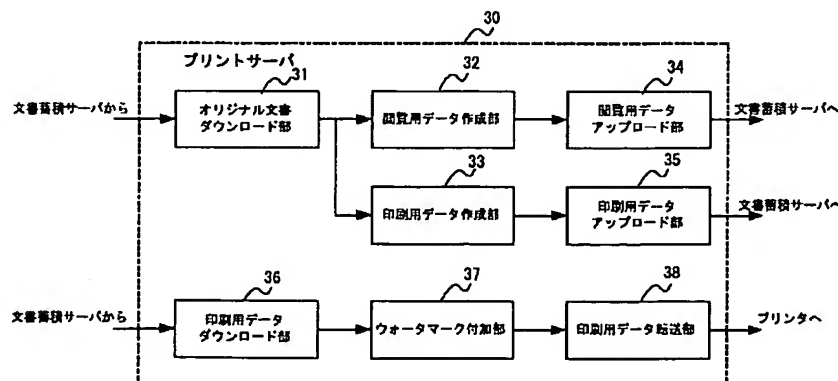 30
プリントサーバ
文書蓄積サーバから
31
オリジナル文書
ダウンロード部
32
閲覧用データ作成部
34
閲覧用データ
アップロード部
文書蓄積サーバへ
33
印刷用データ作成部
35
印刷用データ
アップロード部
文書蓄積サーバへ
文書蓄積サーバから
36
印刷用データ
ダウンロード部
37
ウォータマーク付加部
38
印刷用データ転送部
プリンタへ